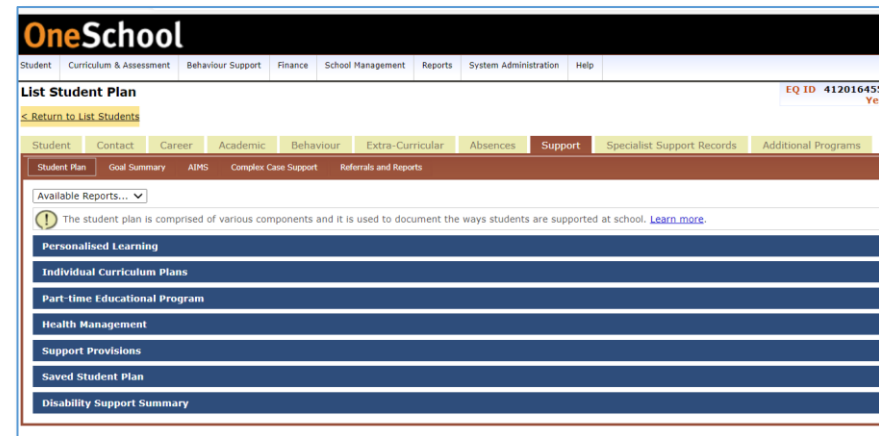 OneSchool
Student Curriculum & Assessment Behaviour Support Finance School Management Reports System Administration Help
List Student Plan
EQ ID 41201645
Ye
< Return to List Students
Student Contact Career Academic Behaviour Extra-Curricular Absences Support Specialist Support Records Additional Programs
Student Plan Goal Summary AIMS Complex Case Support Referrals and Reports
Available Reports...
The student plan is comprised of various components and it is used to document the ways students are supported at school. Learn more.
Personalised Learning
Individual Curriculum Plans
Part-time Educational Program
Health Management
Support Provisions
Saved Student Plan
Disability Support Summary